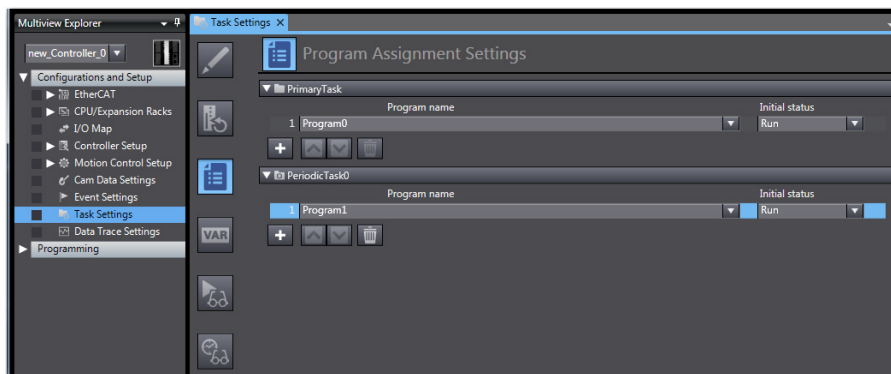 Multiview Explorer
new_Controller_0
Configurations and Setup
EtherCAT
CPU/Expansion Racks
I/O Map
Controller Setup
Motion Control Setup
Cam Data Settings
Event Settings
Task Settings
Data Trace Settings
Programming
Task Settings
Program Assignment Settings
PrimaryTask
Program name Initial status
1 Program0 Run
PeriodicTask0
Program name Initial status
1 Program1 Run
VAR